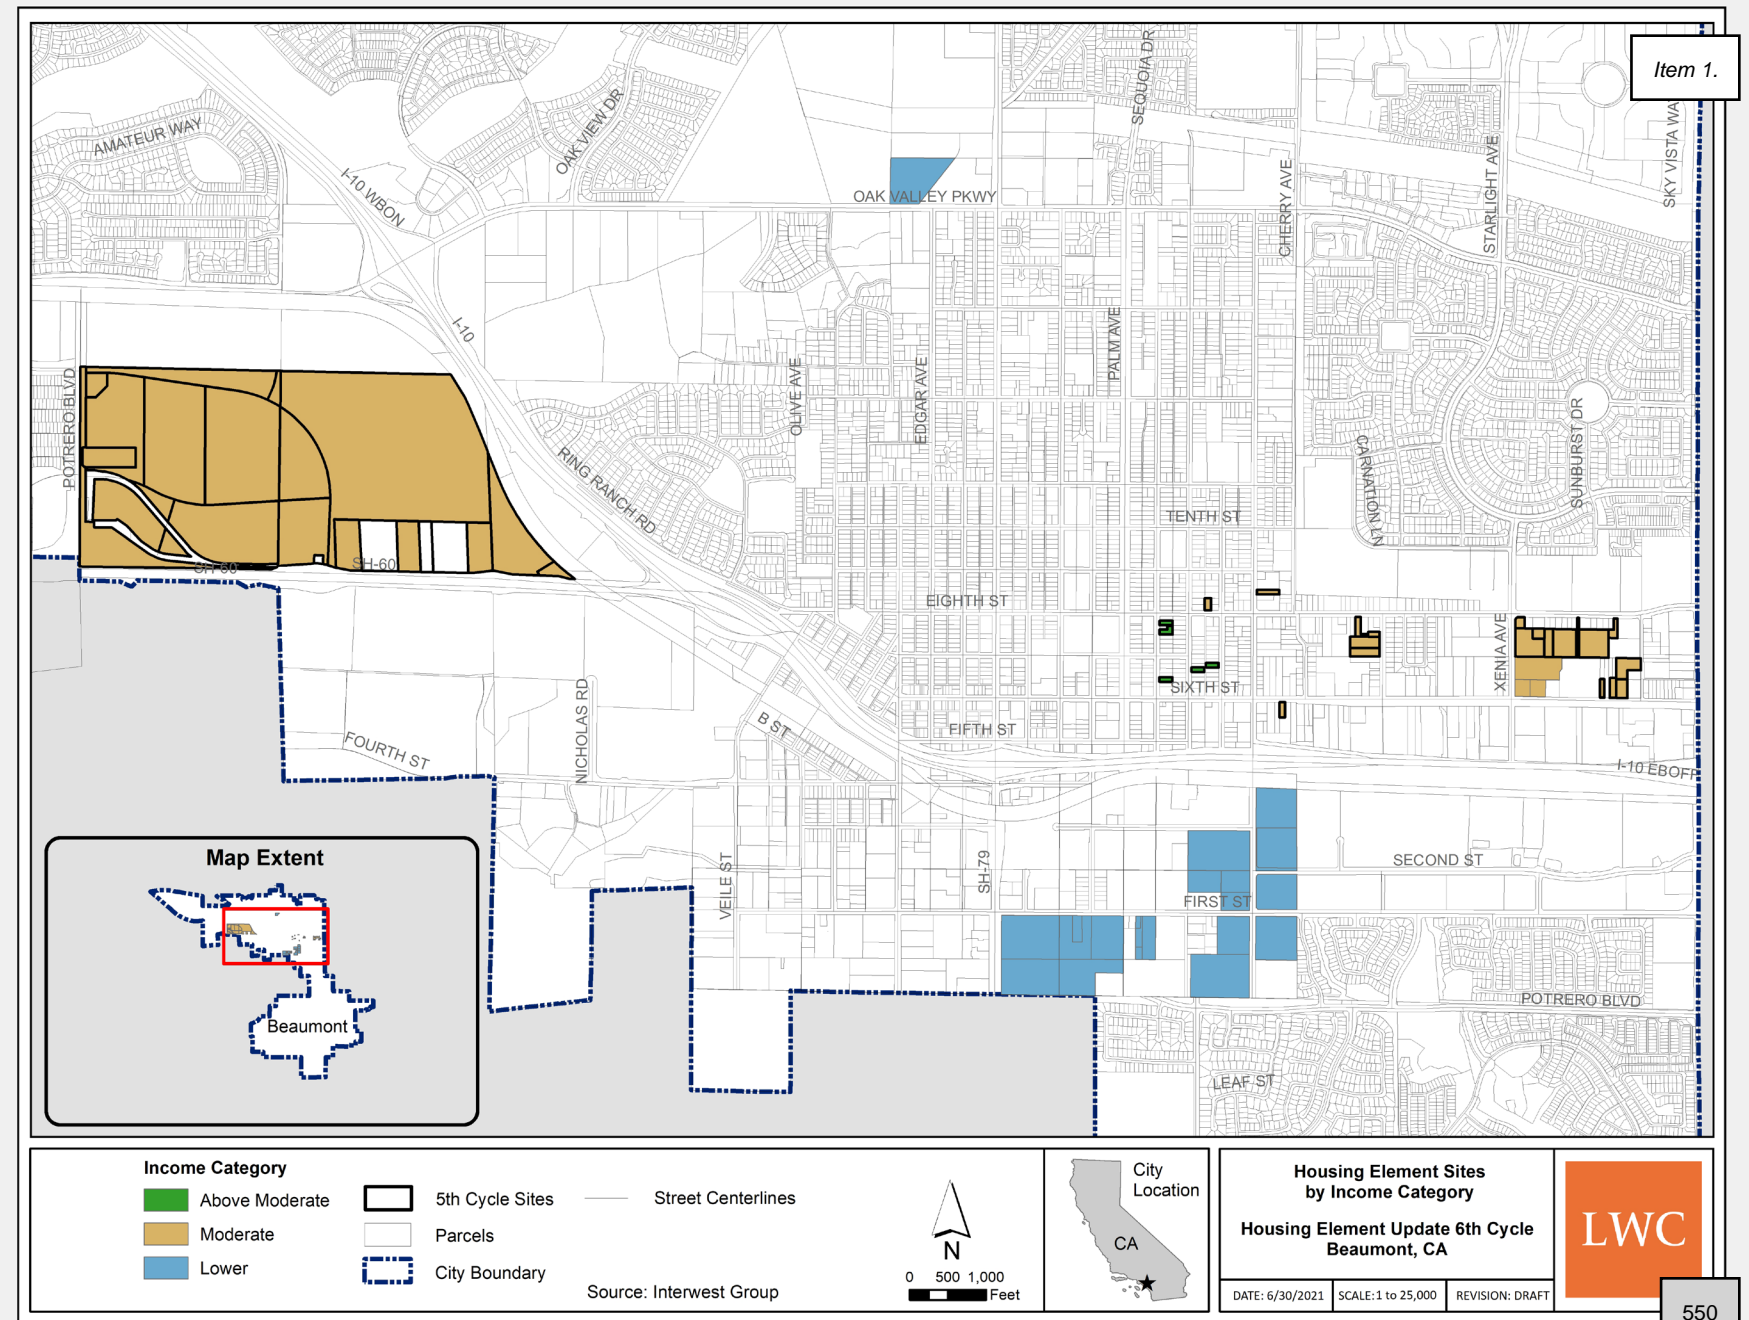 Item 1.
SEQUOIA DR
OAK VIEW DR
AMATEUR WAY
STARLIGHT AVE
SKY VISTA WA
CHERRY AVE
I-10 WBON
OAK VALLEY PKWY
I-10
PALM AVE
OLIVE AVE
EDGAR AVE
POTRERO BLVD
SUNBURST DR
CARNATION LN
RING RANCH RD
TENTH ST
SH-60
SH-60
EIGHTH ST
XENIA AVE
SIXTH ST
NICHOLAS RD
B ST
FIFTH ST
FOURTH ST
I-10 EBOFF
SECOND ST
VEILE ST
SH-79
FIRST ST
POTRERO BLVD
LEAF ST
Map Extent
Beaumont
Income Category
Above Moderate
Moderate
Lower
5th Cycle Sites
Parcels
City Boundary
Street Centerlines
Source: Interwest Group
N
0 500 1,000
Feet
City
Location
CA
Housing Element Sites
by Income Category
Housing Element Update 6th Cycle
Beaumont, CA
DATE: 6/30/2021
SCALE:1 to 25,000
REVISION: DRAFT
LWC
550